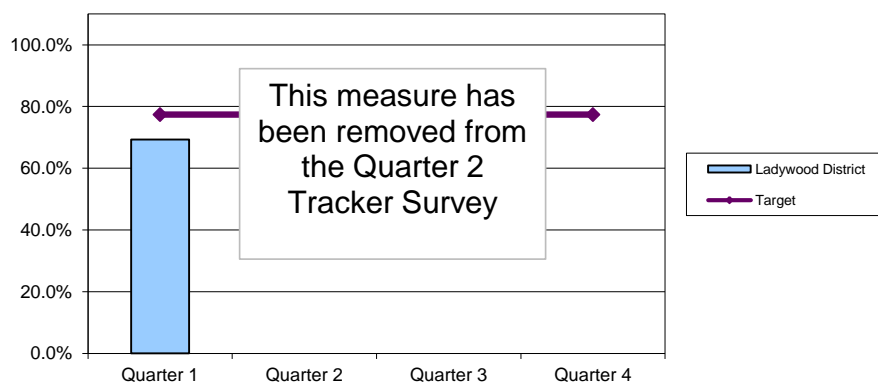 100.0%
80.0%
60.0%
40.0%
20.0%
0.0%
This measure has
been removed from
the Quarter 2
Tracker Survey
Quarter 1
Quarter 2
Quarter 3
Quarter 4
Ladywood District
Target